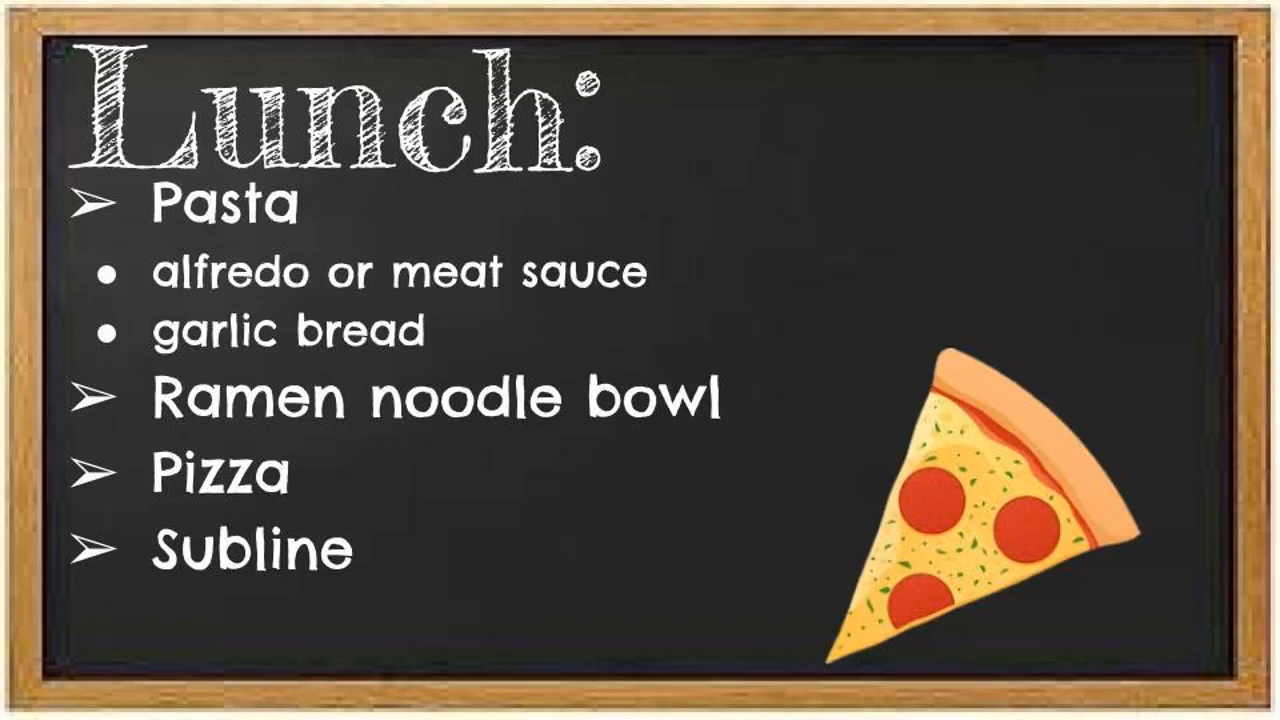 Lunch:
➢ Pasta
● alfredo or meat sauce
● garlic bread
➢ Ramen noodle bowl
➢ Pizza
➢ Subline